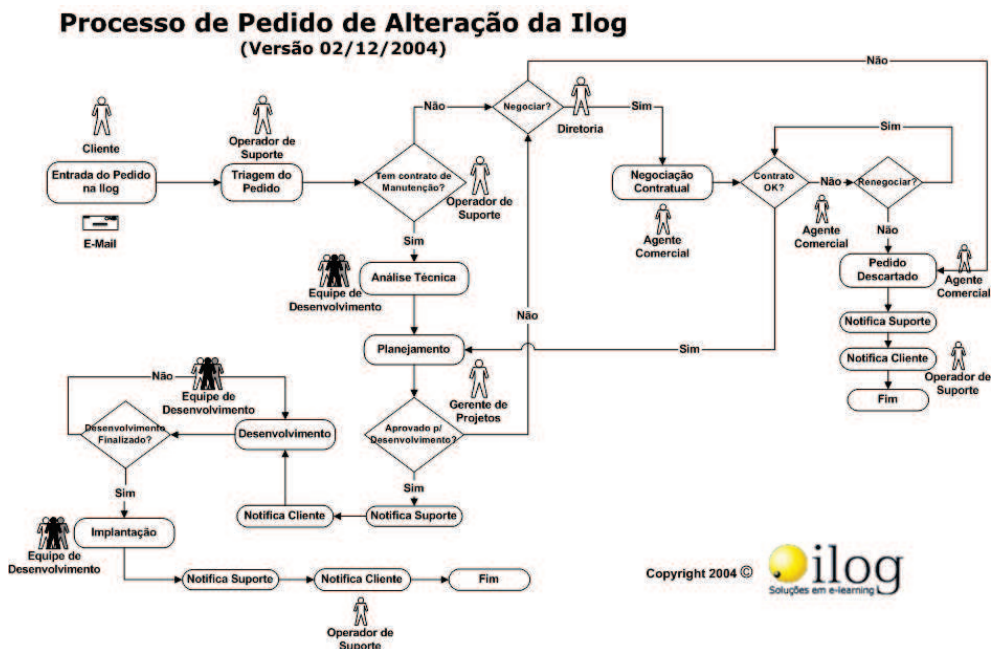 Processo de Pedido de Alteração da Ilog
(Versão 02/12/2004)
Cliente
Entrada do Pedido
na Ilog
E-Mail
Operador de
Suporte
Triagem do
Pedido
Tem contrato de
Manutenção?
Operador
de Suporte
Não
Sim
Negociar?
Diretoria
Não
Sim
Negociação
Contratual
Agente
Comercial
Contrato
OK?
Sim
Não
Agente
Comercial
Renegociar?
Não
Pedido
Descartado
Agente
Comercial
Notifica Suporte
Notifica Cliente
Operador de
Suporte
Fim
Análise Técnica
Equipe de
Desenvolvimento
Planejamento
Sim
Não
Gerente de
Projetos
Aprovado p/
Desenvolvimento?
Sim
Notifica Suporte
Notifica Cliente
Desenvolvimento
Não
Equipe de
Desenvolvimento
Desenvolvimento
Finalizado?
Sim
Implantação
Equipe de
Desenvolvimento
Notifica Suporte
Notifica Cliente
Fim
Operador de
Suporte
Copyright 2004 ©
ilog
Soluções em e-learning